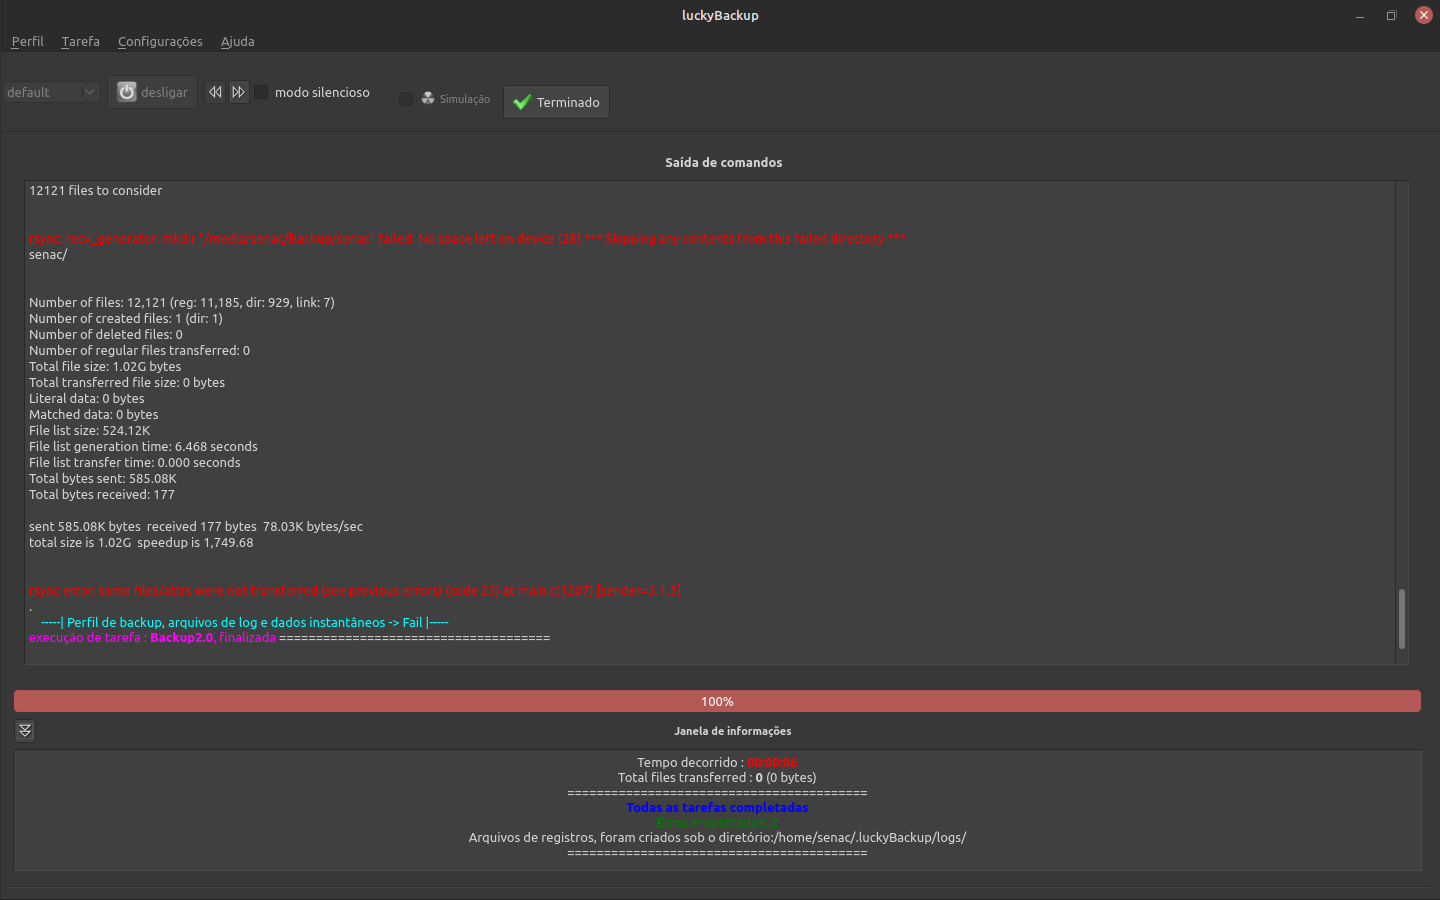 luckyBackup
Perfil Tarefa Configurações Ajuda
default desligar modo silencioso Simulação Terminado
Saída de comandos
12121 files to consider
rsync: recv_generator: mkdir "/media/senac/Backup/senac" failed: No space left on device (28) *** Skipping any contents from this failed directory ***
senac/
Number of files: 12,121 (reg: 11,185, dir: 929, link: 7)
Number of created files: 1 (dir: 1)
Number of deleted files: 0
Number of regular files transferred: 0
Total file size: 1.02G bytes
Total transferred file size: 0 bytes
Literal data: 0 bytes
Matched data: 0 bytes
File list size: 524.12K
File list generation time: 6.468 seconds
File list transfer time: 0.000 seconds
Total bytes sent: 585.08K
Total bytes received: 177
sent 585.08K bytes  received 177 bytes  78.03K bytes/sec
total size is 1.02G  speedup is 1,749.68
rsync error: some files/attrs were not transferred (see previous errors) (code 23) at main.c(1207) [sender=3.1.3]
.
-----| Perfil de backup, arquivos de log e dados instantâneos -> Fail |-----
execução de tarefa : Backup2.0, finalizada =====================================
100%
Janela de informações
Tempo decorrido : 00:00:06
Total files transferred : 0 (0 bytes)
=========================================
Todas as tarefas completadas
Erros encontrados: 2
Arquivos de registros, foram criados sob o diretório:/home/senac/.luckyBackup/logs/
=========================================